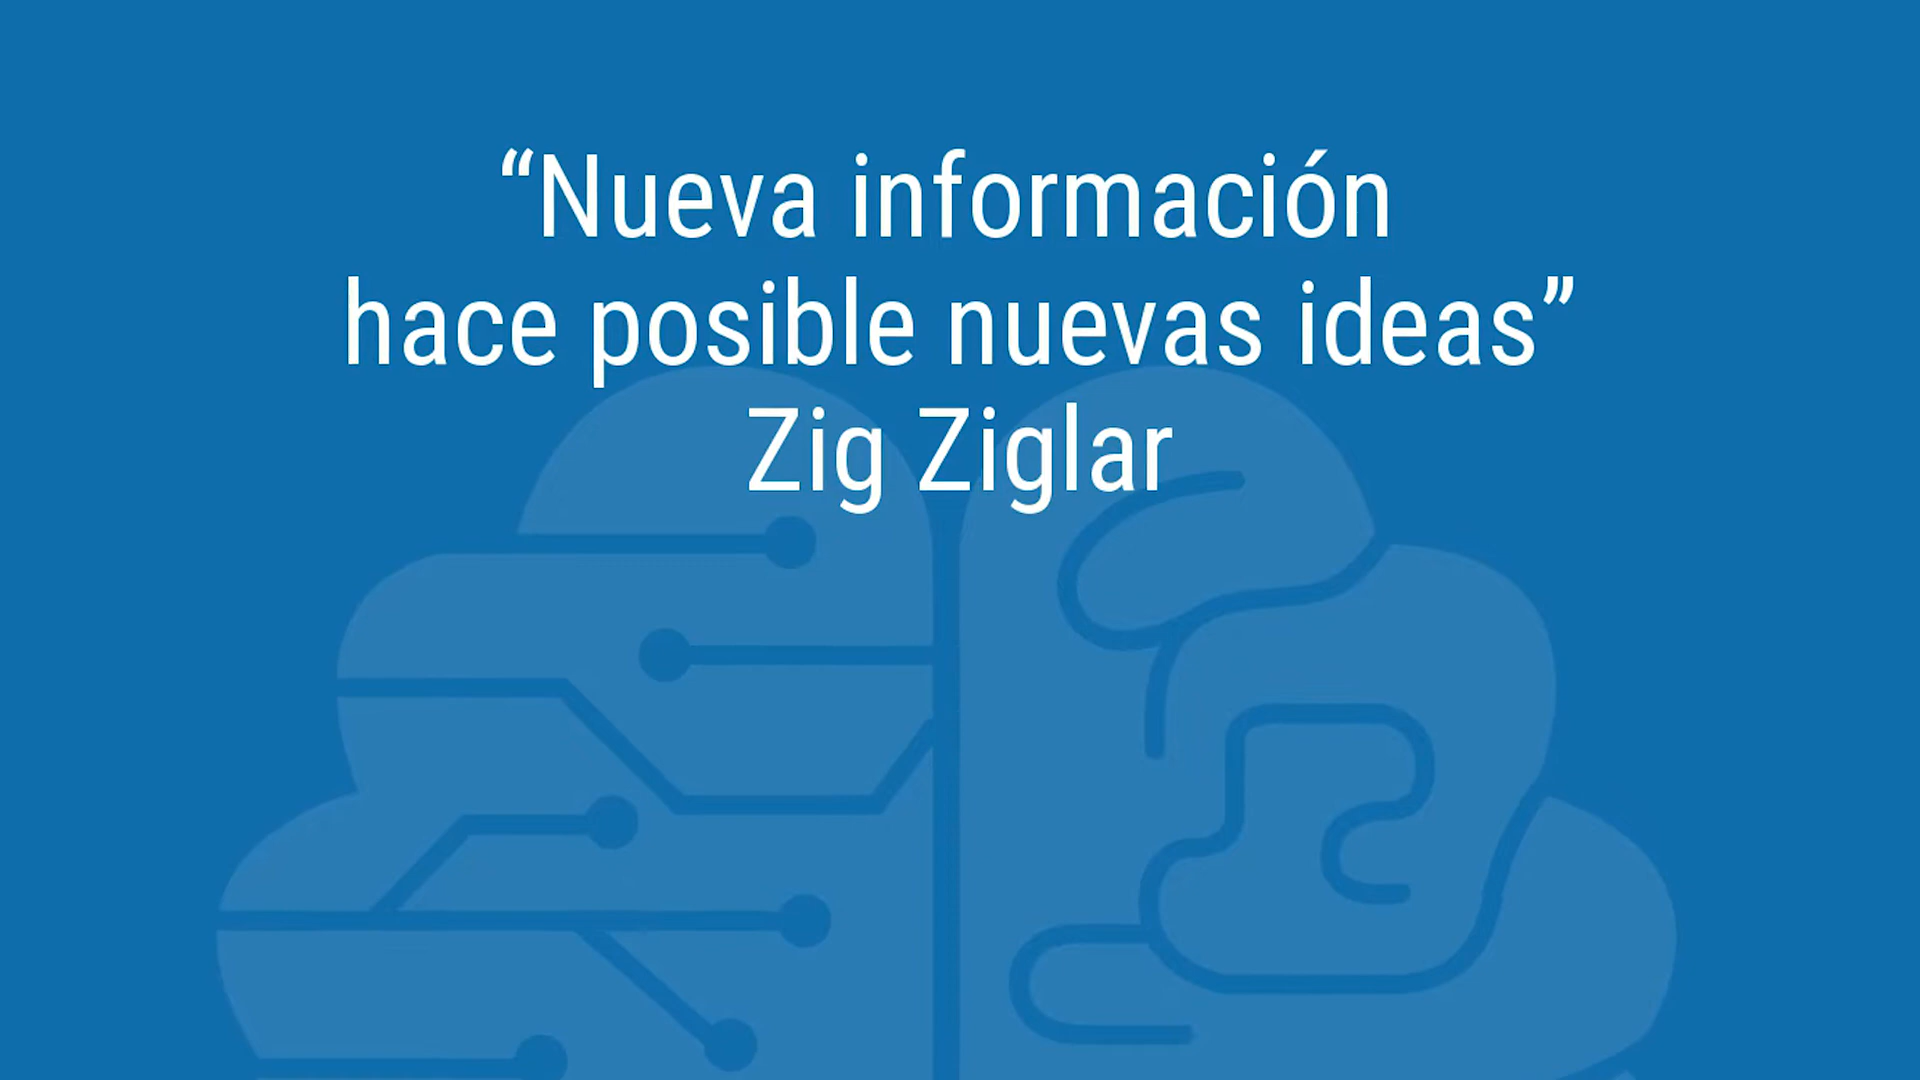 “Nueva información
hace posible nuevas ideas”
Zig Ziglar